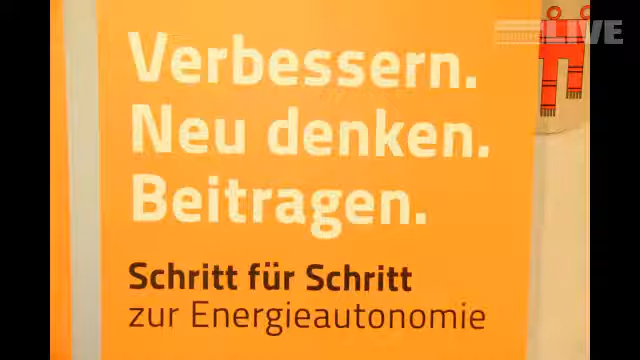 LIVE
Verbessern.
Neu denken.
Beitragen.
Schritt für Schritt
zur Energieautonomie